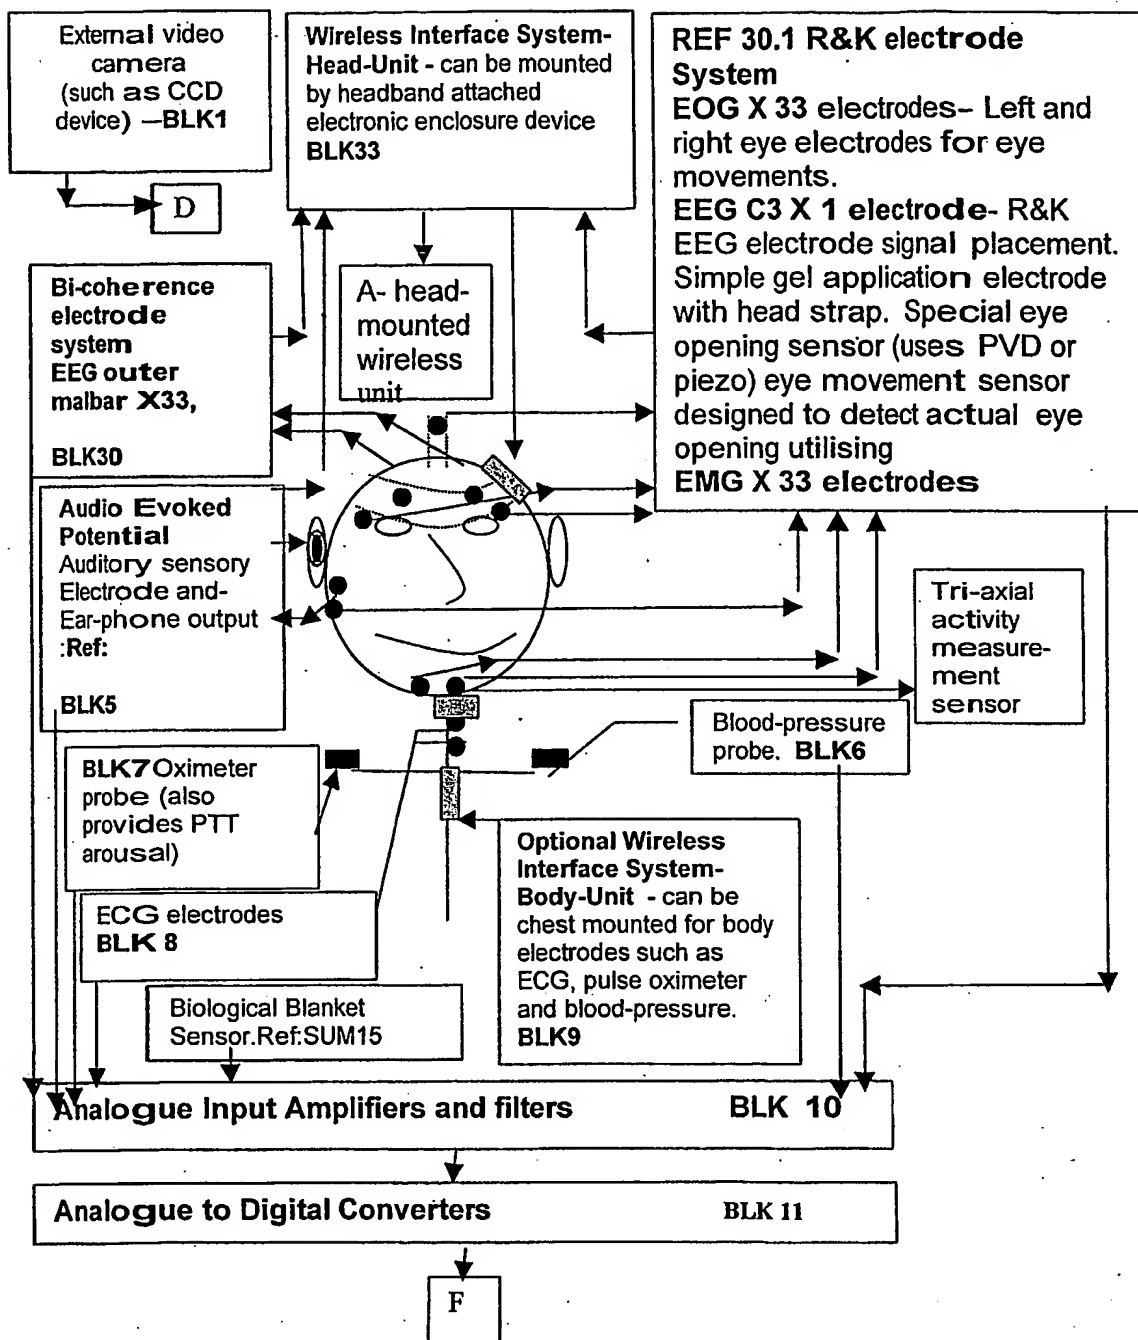 External video
camera
(such as CCD
device) –BLK1
D
Wireless Interface System-
Head-Unit - can be mounted
by headband attached
electronic enclosure device
BLK33
REF 30.1 R&K electrode
System
EOG X 33 electrodes– Left and
right eye electrodes for eye
movements.
EEG C3 X 1 electrode- R&K
EEG electrode signal placement.
Simple gel application electrode
with head strap. Special eye
opening sensor (uses PVD or
piezo) eye movement sensor
designed to detect actual eye
opening utilising
EMG X 33 electrodes
Bi-coherence
electrode
system
EEG outer
malbar X33,
BLK30
A- head-
mounted
wireless
unit
Audio Evoked
Potential
Auditory sensory
Electrode and-
Ear-phone output
:Ref:
BLK5
Tri-axial
activity
measure-
ment
sensor
Blood-pressure
probe. BLK6
BLK7 Oximeter
probe (also
provides PTT
arousal)
Optional Wireless
Interface System-
Body-Unit - can be
chest mounted for body
electrodes such as
ECG, pulse oximeter
and blood-pressure.
BLK9
ECG electrodes
BLK 8
Biological Blanket
Sensor.Ref:SUM15
Analogue Input Amplifiers and filters BLK 10
Analogue to Digital Converters BLK 11
F